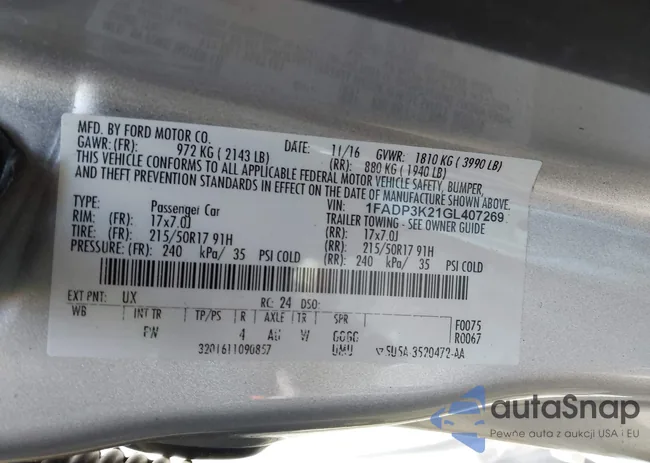 MFD. BY FORD MOTOR CO. DATE: 11/16 GVWR: 1810 KG ( 3990 LB)
GAWR: (FR): 972 KG ( 2143 LB) (RR): 880 KG ( 1940 LB)
THIS VEHICLE CONFORMS TO ALL APPLICABLE FEDERAL MOTOR VEHICLE SAFETY, BUMPER
AND THEFT PREVENTION STANDARDS IN EFFECT ON THE DATE OF MANUFACTURE SHOWN ABOVE.
VIN: 1FADP3K21GL407269
TYPE: Passenger Car TRAILER TOWING - SEE OWNER GUIDE
RIM: (FR): 17x7.0J (RR): 17x7.0J
TIRE: (FR): 215/50R17 91H (RR): 215/50R17 91H
PRESSURE: (FR): 240 kPa/ 35 PSI COLD (RR): 240 kPa/ 35 PSI COLD
EXT PNT: UX RC: 24 DSO:
WB INT TR TP/PS R AXLE TR SPR F0075
4 R0067
3201611090857 3520472-AA
autaSnap
Pewne auta z aukcji USA i EU